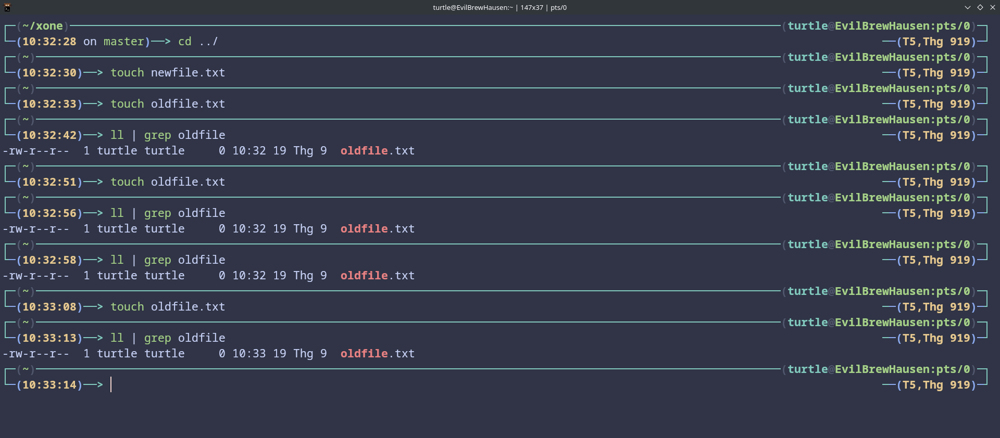 turtle@EvilBrewHausen:~ | 147x37 | pts/0
(~/xone) (turtle@EvilBrewHausen:pts/0)
(10:32:28 on master)──> cd ../ ──(T5,Thg 919)
(~) (turtle@EvilBrewHausen:pts/0)
(10:32:30)──> touch newfile.txt ──(T5,Thg 919)
(~) (turtle@EvilBrewHausen:pts/0)
(10:32:33)──> touch oldfile.txt ──(T5,Thg 919)
(~) (turtle@EvilBrewHausen:pts/0)
(10:32:42)──> ll | grep oldfile ──(T5,Thg 919)
-rw-r--r--  1 turtle turtle     0 10:32 19 Thg 9  oldfile.txt
(~) (turtle@EvilBrewHausen:pts/0)
(10:32:51)──> touch oldfile.txt ──(T5,Thg 919)
(~) (turtle@EvilBrewHausen:pts/0)
(10:32:56)──> ll | grep oldfile ──(T5,Thg 919)
-rw-r--r--  1 turtle turtle     0 10:32 19 Thg 9  oldfile.txt
(~) (turtle@EvilBrewHausen:pts/0)
(10:32:58)──> ll | grep oldfile ──(T5,Thg 919)
-rw-r--r--  1 turtle turtle     0 10:32 19 Thg 9  oldfile.txt
(~) (turtle@EvilBrewHausen:pts/0)
(10:33:08)──> touch oldfile.txt ──(T5,Thg 919)
(~) (turtle@EvilBrewHausen:pts/0)
(10:33:13)──> ll | grep oldfile ──(T5,Thg 919)
-rw-r--r--  1 turtle turtle     0 10:33 19 Thg 9  oldfile.txt
(~) (turtle@EvilBrewHausen:pts/0)
(10:33:14)──> ──(T5,Thg 919)